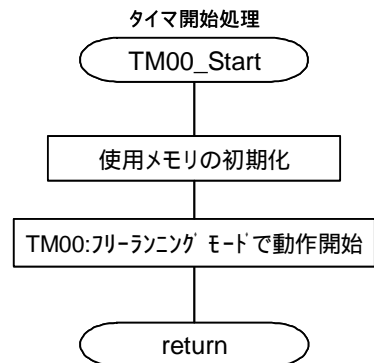 タイマ開始処理
TM00_Start
使用メモリの初期化
TM00:ﾌﾘｰﾗﾝﾆﾝｸﾞ ﾓｰﾄﾞで動作開始
return